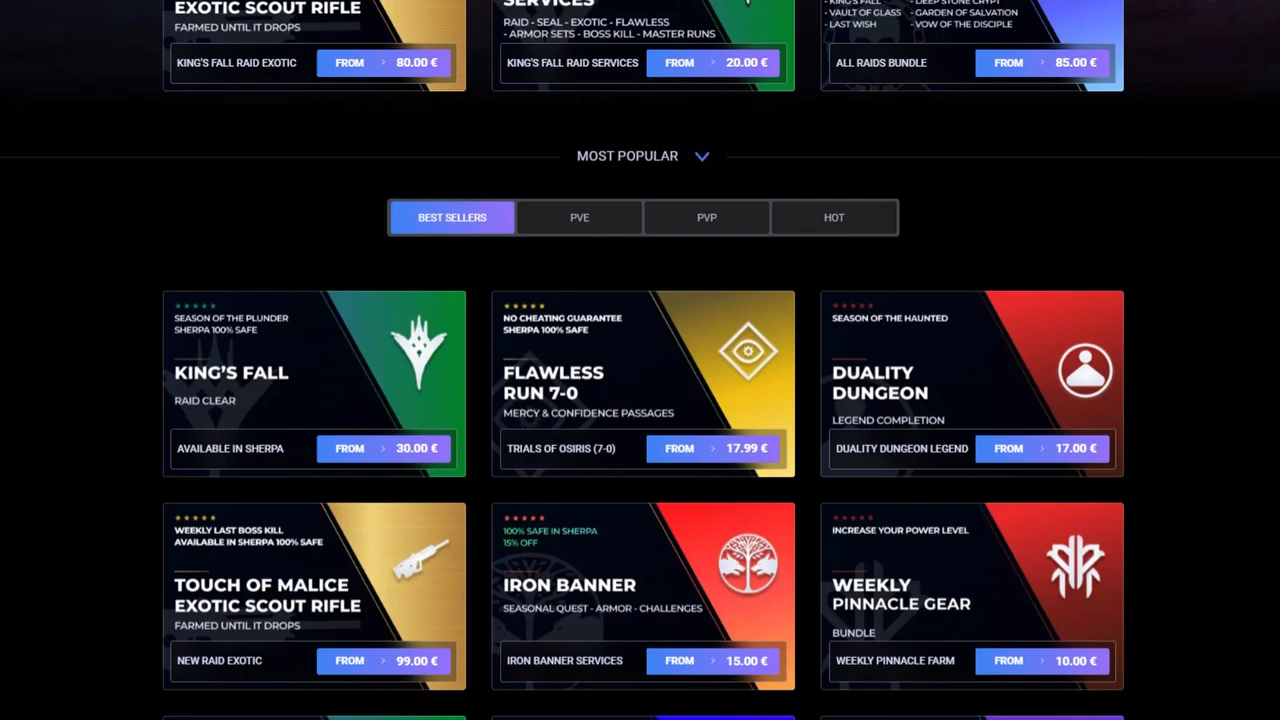 EXOTIC SCOUT RIFLE
FARMED UNTIL IT DROPS
KING'S FALL RAID EXOTIC
FROM > 80.00 €
SERVICES
RAID - SEAL - EXOTIC - FLAWLESS
- ARMOR SETS - BOSS KILL - MASTER RUNS
KING'S FALL RAID SERVICES
FROM > 20.00 €
- KING'S FALL - DEEP STONE CRYPT
- VAULT OF GLASS - GARDEN OF SALVATION
- LAST WISH - VOW OF THE DISCIPLE
ALL RAIDS BUNDLE
FROM > 85.00 €
MOST POPULAR
BEST SELLERS
PVE
PVP
HOT
SEASON OF THE PLUNDER
SHERPA 100% SAFE
KING'S FALL
RAID CLEAR
AVAILABLE IN SHERPA
FROM > 30.00 €
NO CHEATING GUARANTEE
SHERPA 100% SAFE
FLAWLESS
RUN 7-0
MERCY & CONFIDENCE PASSAGES
TRIALS OF OSIRIS (7-0)
FROM > 17.99 €
SEASON OF THE HAUNTED
DUALITY
DUNGEON
LEGEND COMPLETION
DUALITY DUNGEON LEGEND
FROM > 17.00 €
WEEKLY LAST BOSS KILL
AVAILABLE IN SHERPA 100% SAFE
TOUCH OF MALICE
EXOTIC SCOUT RIFLE
FARMED UNTIL IT DROPS
NEW RAID EXOTIC
FROM > 99.00 €
100% SAFE IN SHERPA
15% OFF
IRON BANNER
SEASONAL QUEST - ARMOR - CHALLENGES
IRON BANNER SERVICES
FROM > 15.00 €
INCREASE YOUR POWER LEVEL
WEEKLY
PINNACLE GEAR
BUNDLE
WEEKLY PINNACLE FARM
FROM > 10.00 €